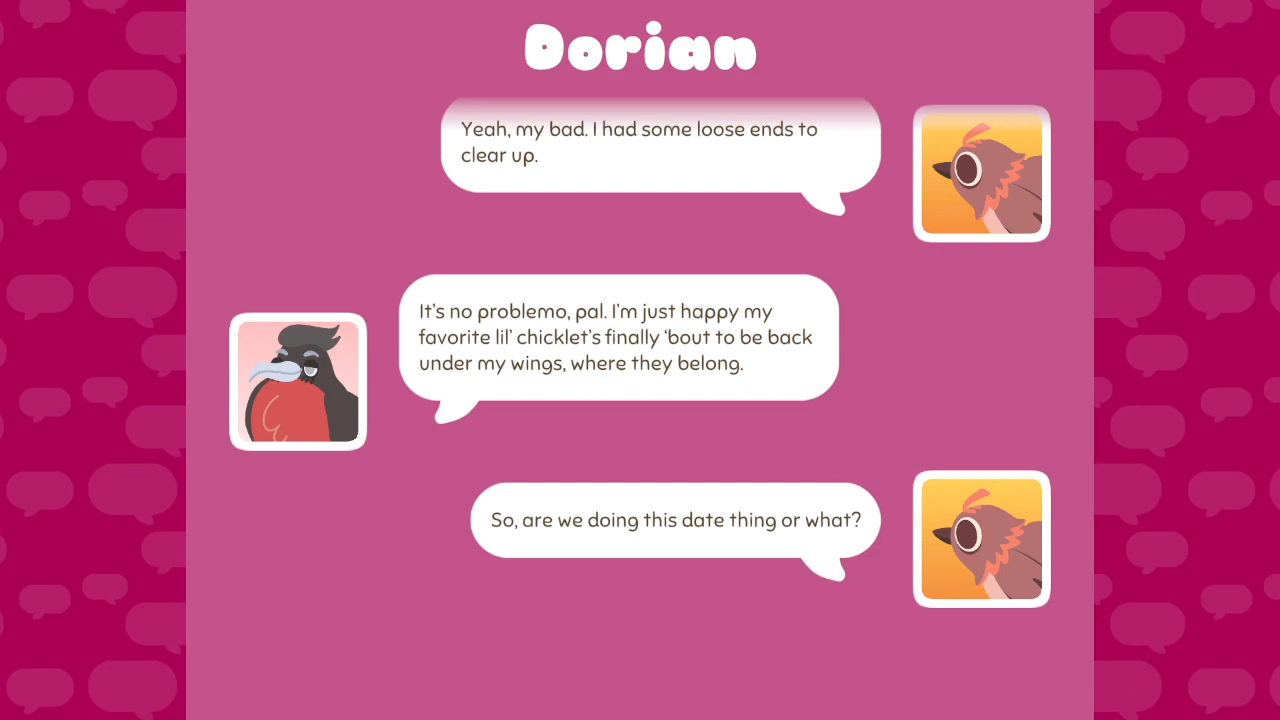 Dorian
Yeah, my bad. I had some loose ends to
clear up.
It's no problemo, pal. I'm just happy my
favorite lil' chicklet's finally ‘bout to be back
under my wings, where they belong.
So, are we doing this date thing or what?